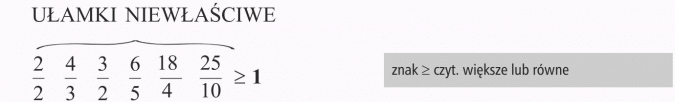 UŁAMKI NIEWŁAŚCIWE
2/2 4/3 3/2 6/5 18/4 25/10 ≥ 1
znak ≥ czyt. większe lub równe